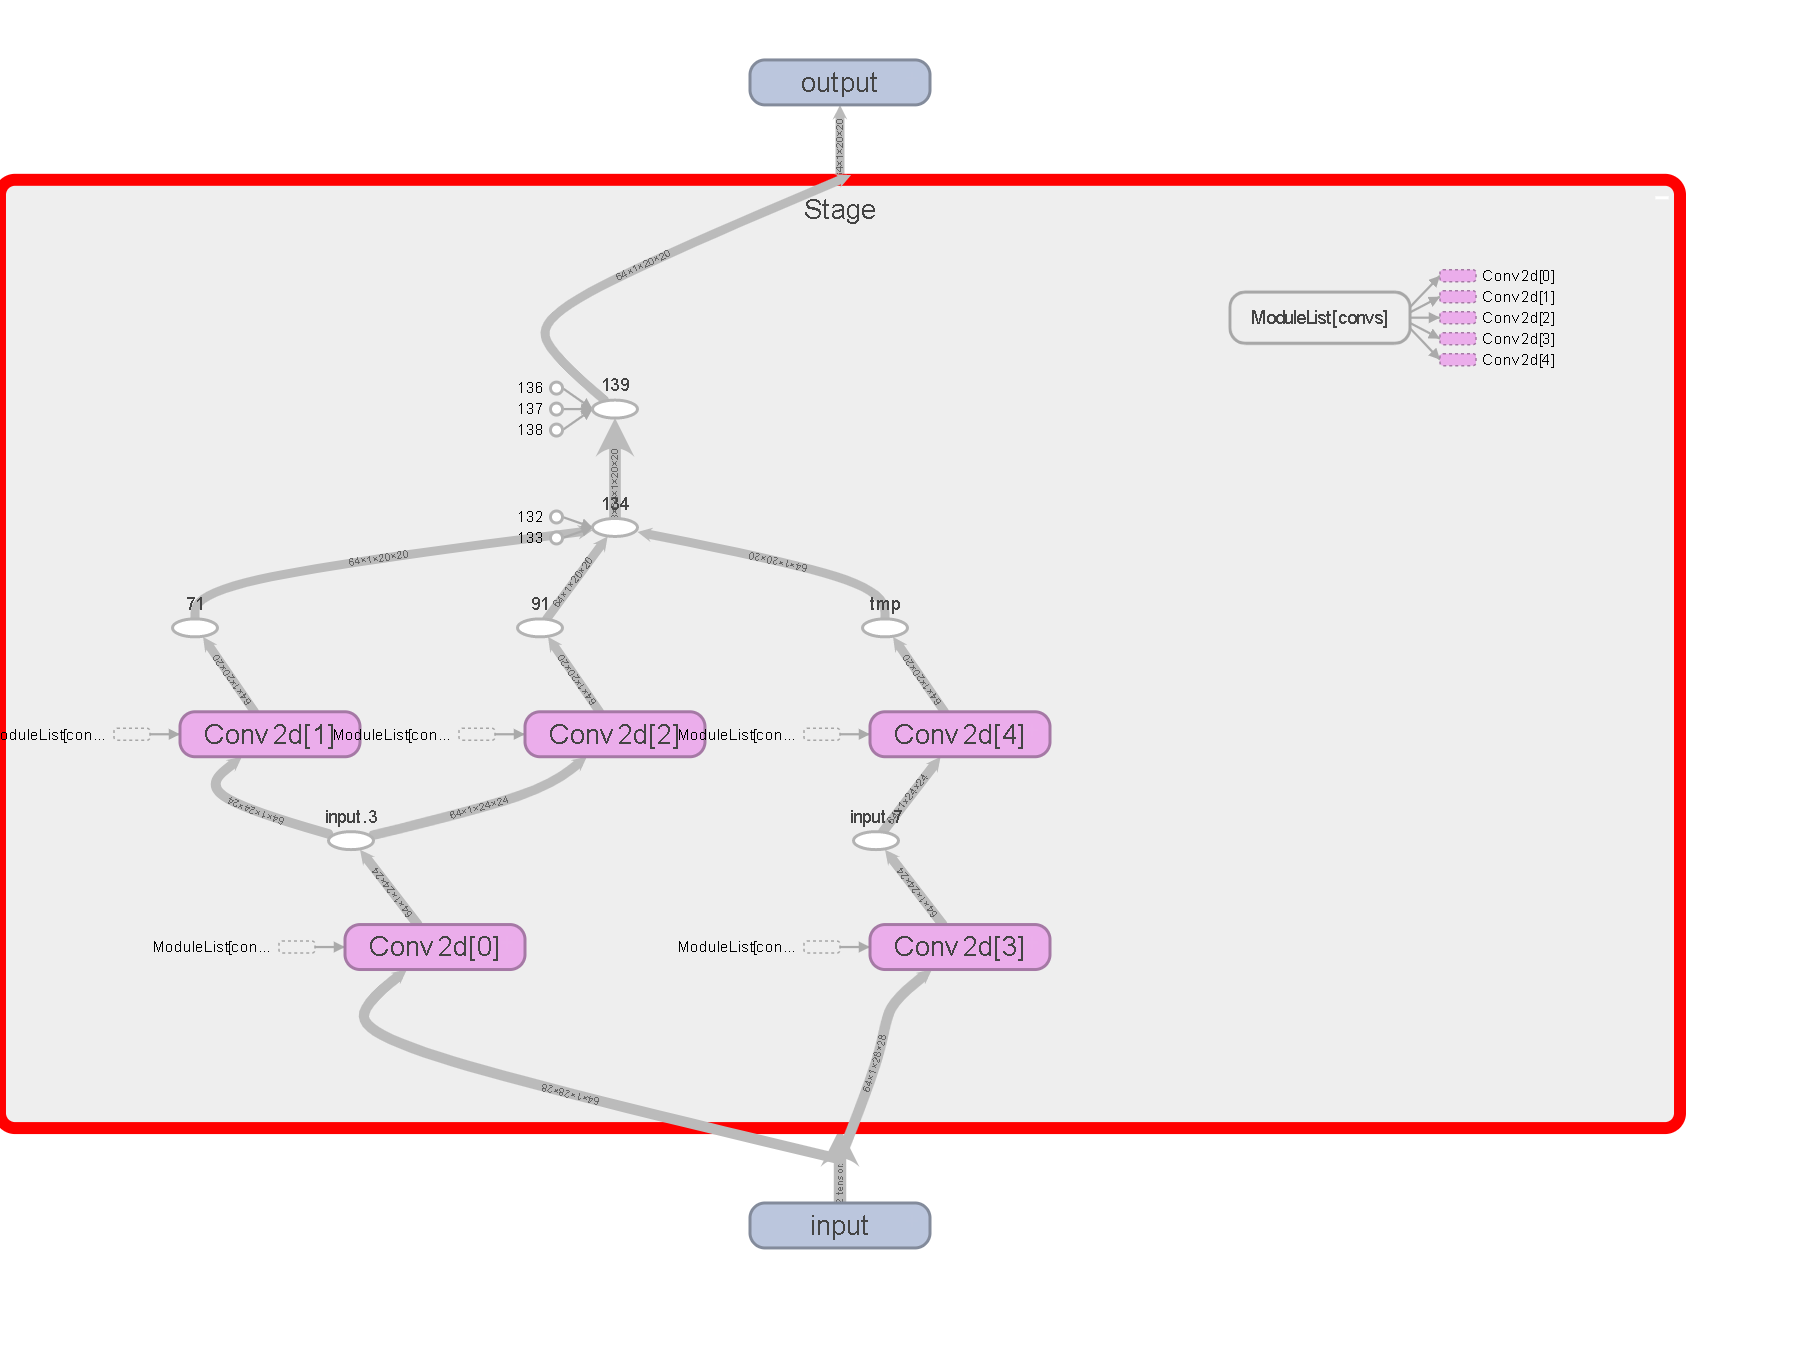 output
4×1×20×20
Stage
64×1×20×20
ModuleList[convs]
Conv2d[0]
Conv2d[1]
Conv2d[2]
Conv2d[3]
Conv2d[4]
136
139
137
138
×1×20×20
132
134
133
64×1×20×20
64×1×20×20
64×1×20×20
71
91
tmp
64×1×20×20
64×1×20×20
64×1×20×20
oduleList[con...
Conv2d[1]
ModuleList[con...
Conv2d[2]
ModuleList[con...
Conv2d[4]
64×1×24×24
64×1×24×24
64×1×24×24
input.3
input.7
64×1×24×24
64×1×24×24
ModuleList[con...
Conv2d[0]
ModuleList[con...
Conv2d[3]
64×1×28×28
64×1×28×28
2 tensor
input